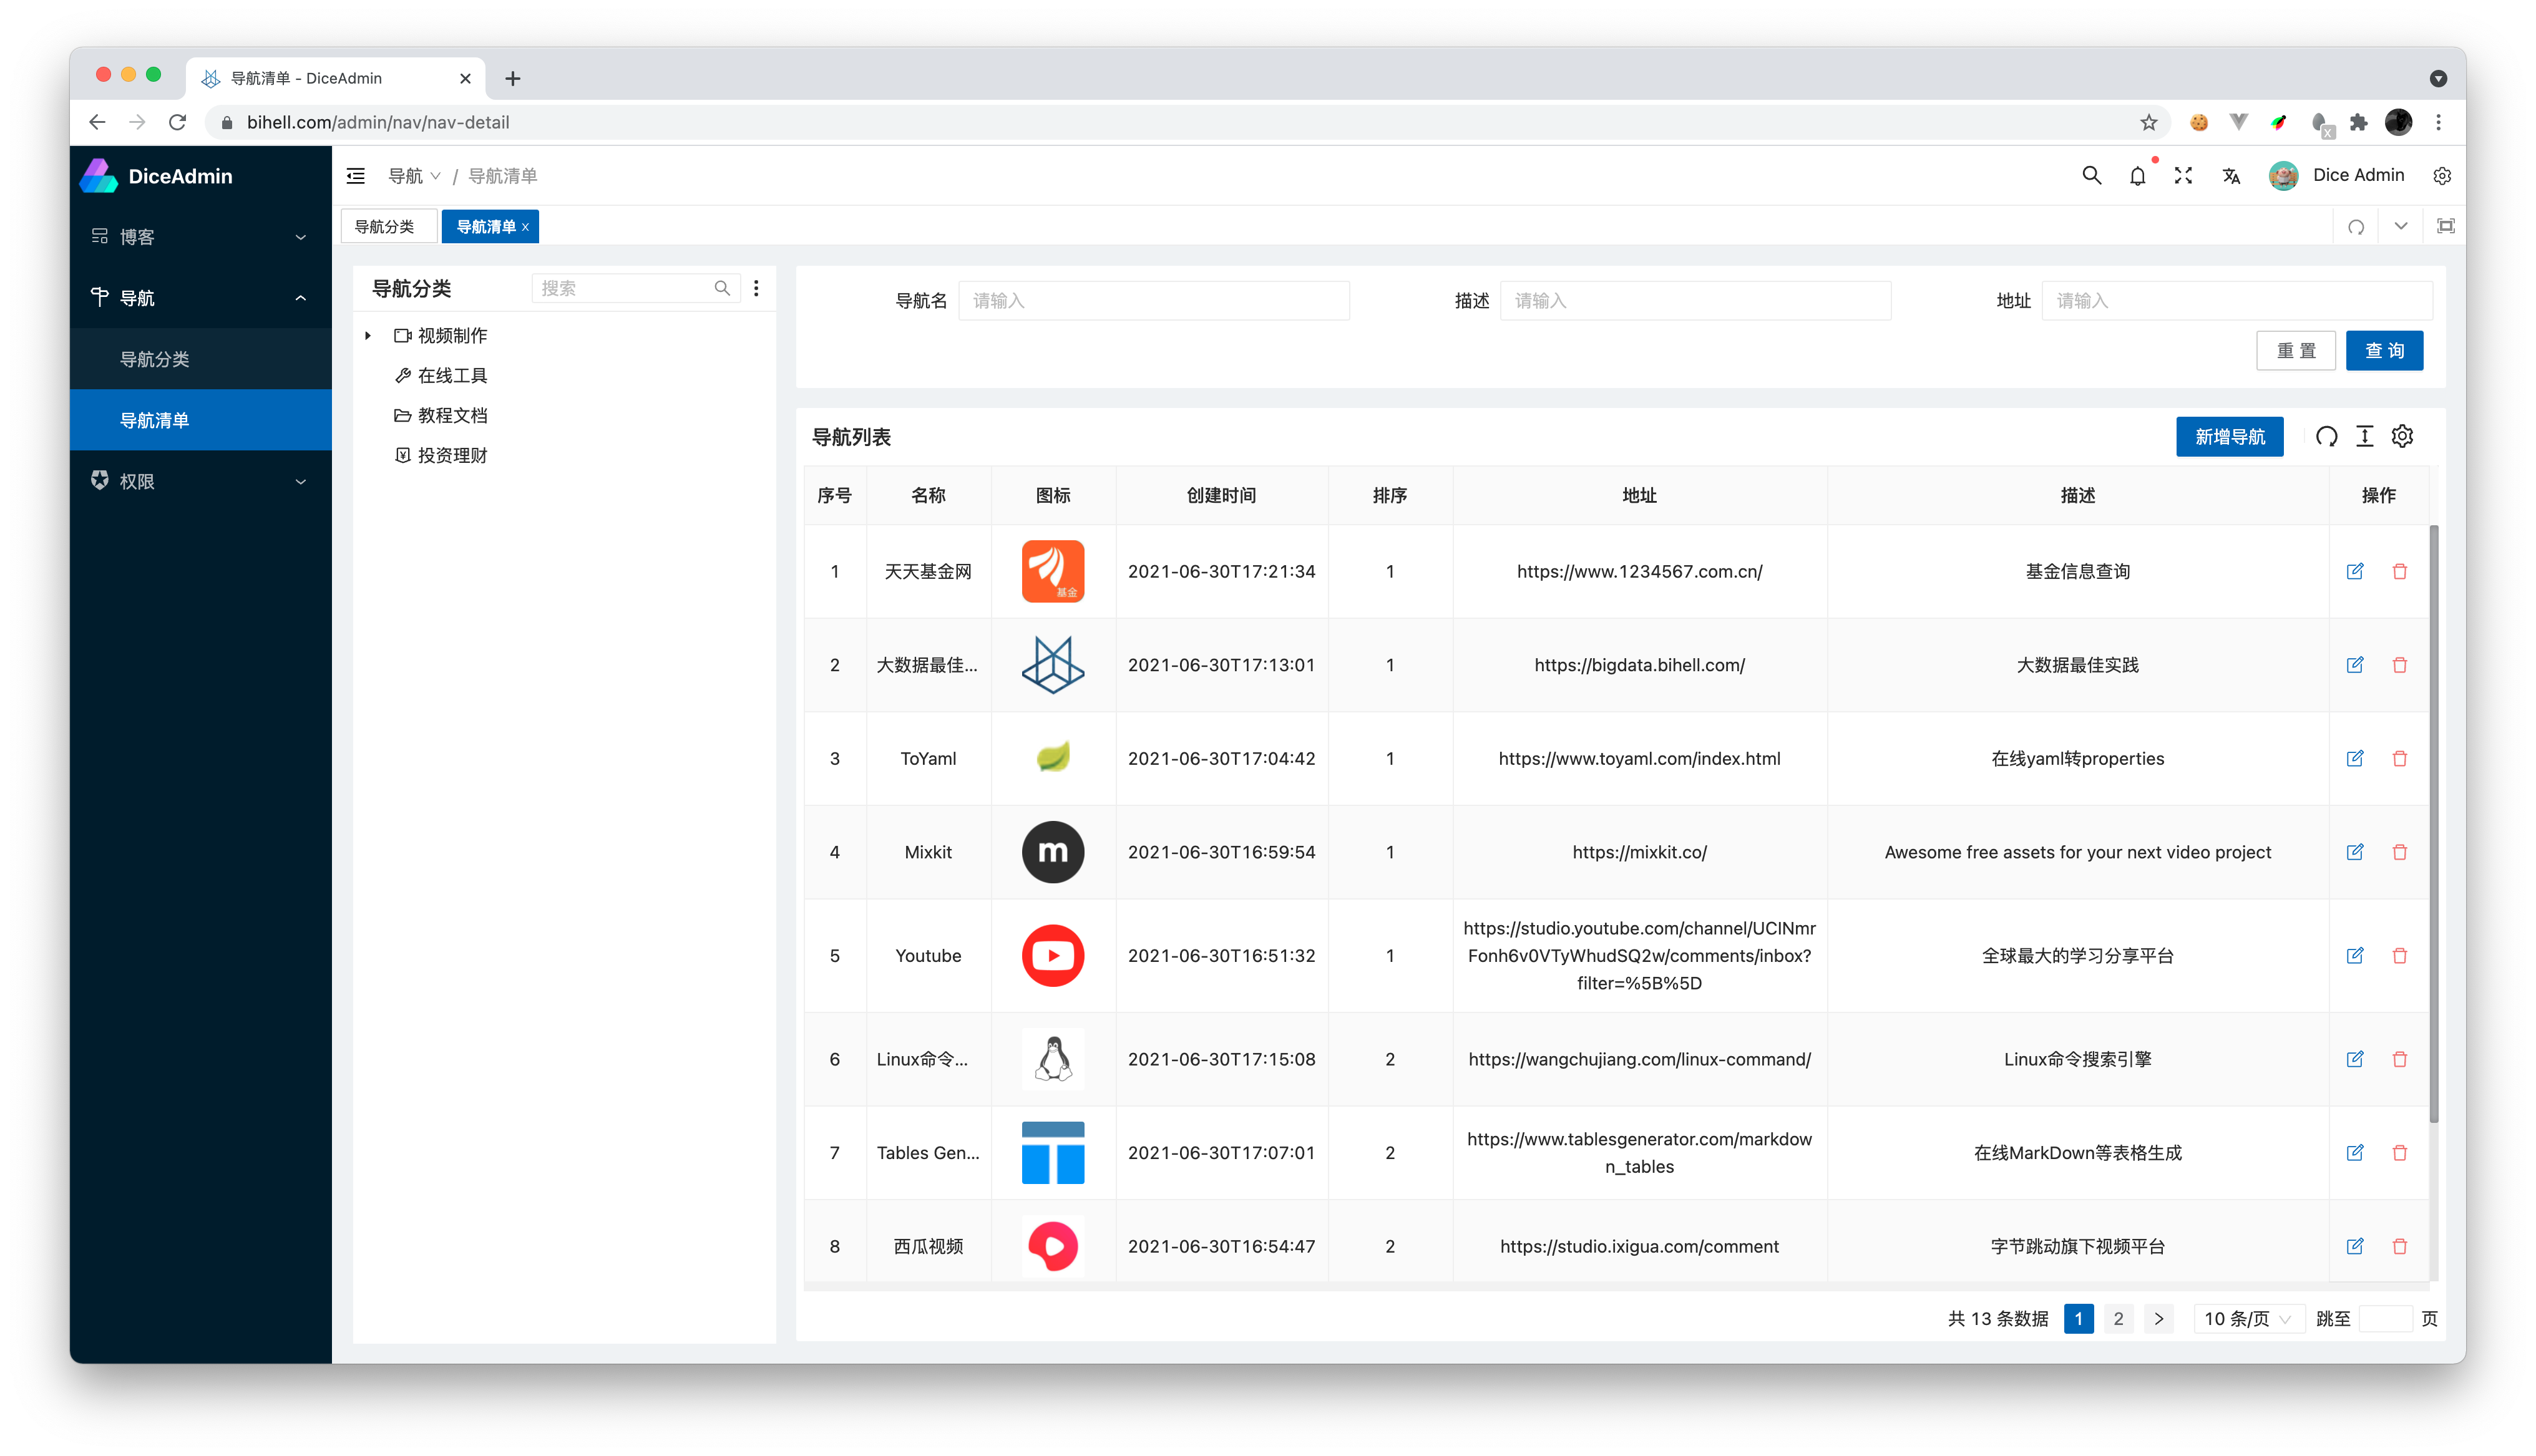 导航清单 - DiceAdmin
bihell.com/admin/nav/nav-detail
DiceAdmin
导航 / 导航清单
Dice Admin
博客
导航
导航分类
导航清单
权限
导航分类
导航清单 x
导航分类
搜索
视频制作
在线工具
教程文档
投资理财
导航名 请输入 描述 请输入 地址 请输入
重 置 查 询
导航列表
新增导航
序号 名称 图标 创建时间 排序 地址 描述 操作
1 天天基金网 基金 2021-06-30T17:21:34 1 https://www.1234567.com.cn/ 基金信息查询
2 大数据最佳... 2021-06-30T17:13:01 1 https://bigdata.bihell.com/ 大数据最佳实践
3 ToYaml 2021-06-30T17:04:42 1 https://www.toyaml.com/index.html 在线yaml转properties
4 Mixkit m 2021-06-30T16:59:54 1 https://mixkit.co/ Awesome free assets for your next video project
5 Youtube 2021-06-30T16:51:32 1 https://studio.youtube.com/channel/UCINmr
Fonh6v0VTyWhudSQ2w/comments/inbox?
filter=%5B%5D
全球最大的学习分享平台
6 Linux命令... 2021-06-30T17:15:08 2 https://wangchujiang.com/linux-command/ Linux命令搜索引擎
7 Tables Gen... 2021-06-30T17:07:01 2 https://www.tablesgenerator.com/markdow
n_tables
在线MarkDown等表格生成
8 西瓜视频 2021-06-30T16:54:47 2 https://studio.ixigua.com/comment 字节跳动旗下视频平台
共 13 条数据 1 2 > 10 条/页 跳至 页